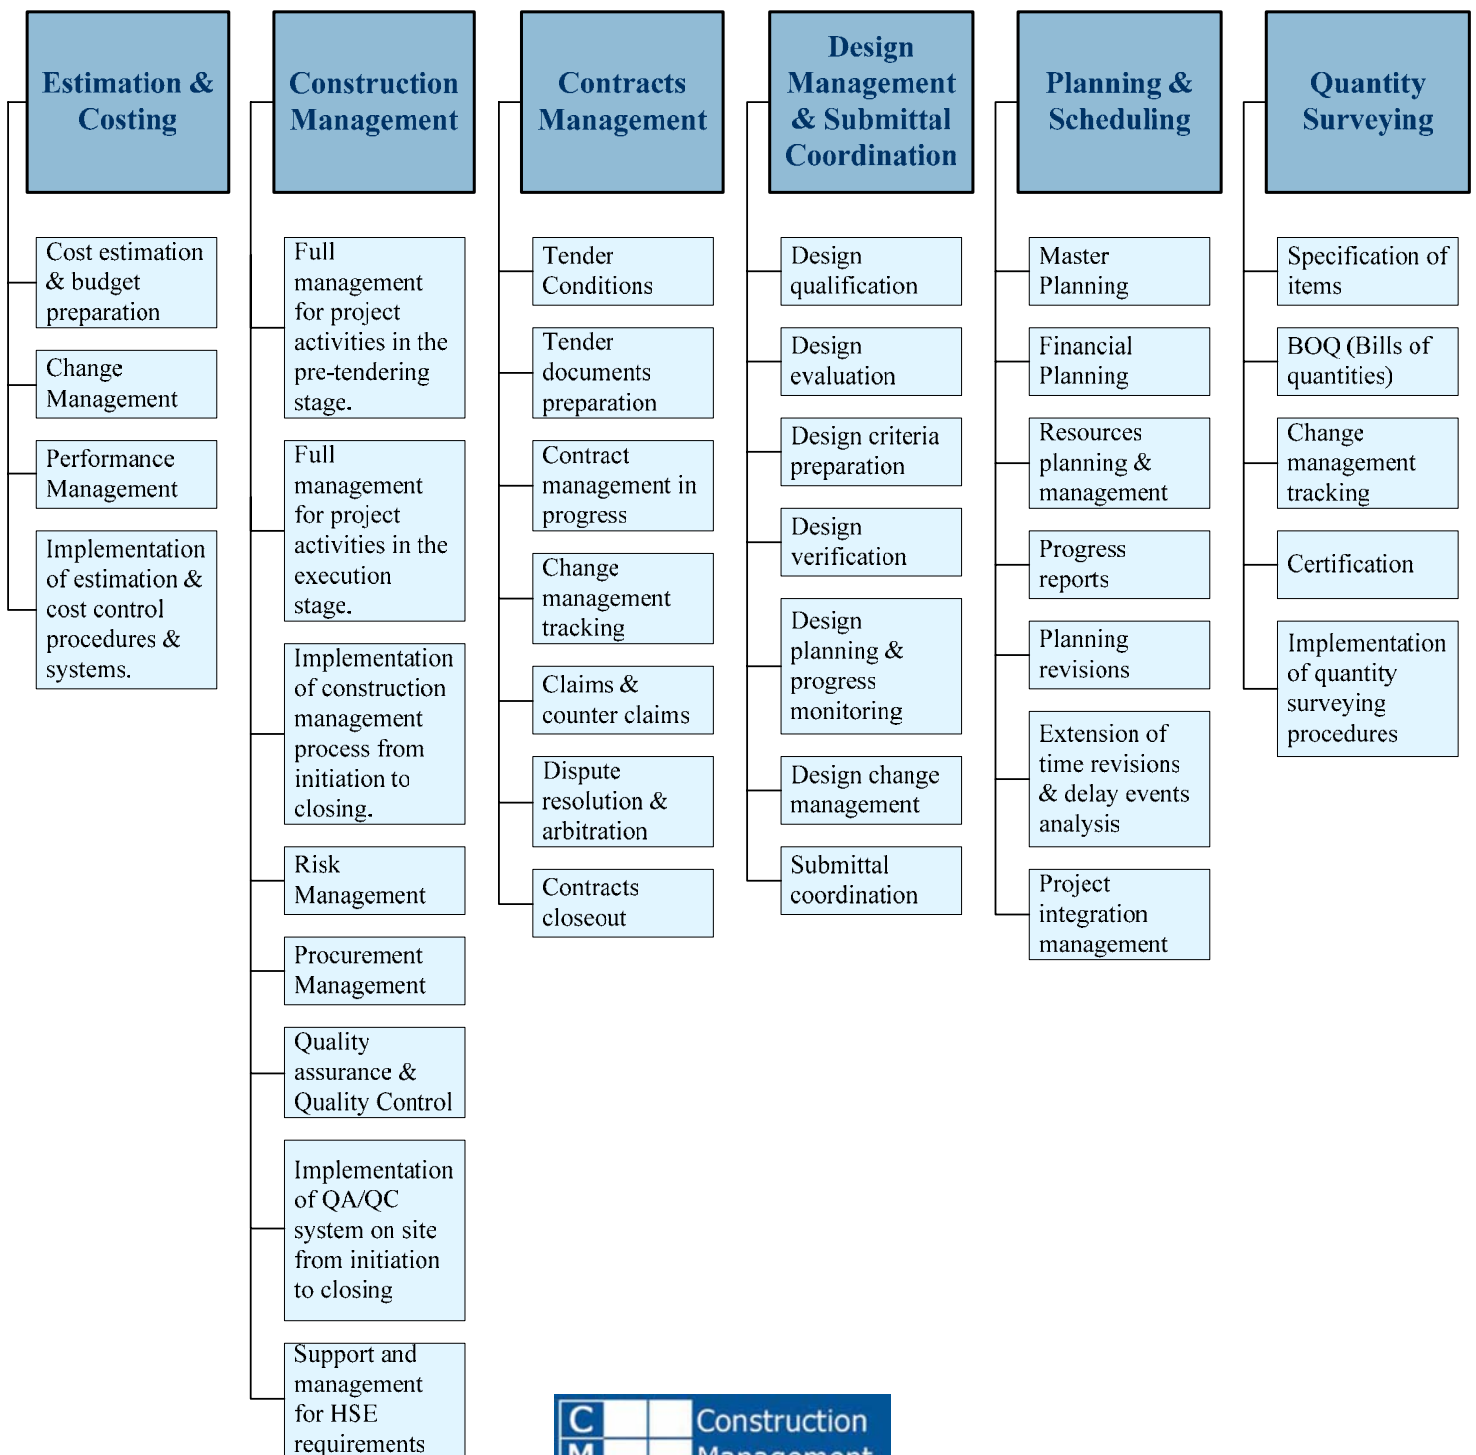 Estimation &
Costing
Cost estimation
& budget
preparation
Change
Management
Performance
Management
Implementation
of estimation &
cost control
procedures &
systems.
Construction
Management
Full
management
for project
activities in the
pre-tendering
stage.
Full
management
for project
activities in the
execution
stage.
Implementation
of construction
management
process from
initiation to
closing.
Risk
Management
Procurement
Management
Quality
assurance &
Quality Control
Implementation
of QA/QC
system on site
from initiation
to closing
Support and
management
for HSE
requirements
Contracts
Management
Tender
Conditions
Tender
documents
preparation
Contract
management in
progress
Change
management
tracking
Claims &
counter claims
Dispute
resolution &
arbitration
Contracts
closeout
Design
Management
& Submittal
Coordination
Design
qualification
Design
evaluation
Design criteria
preparation
Design
verification
Design
planning &
progress
monitoring
Design change
management
Submittal
coordination
Planning &
Scheduling
Master
Planning
Financial
Planning
Resources
planning &
management
Progress
reports
Planning
revisions
Extension of
time revisions
& delay events
analysis
Project
integration
management
Quantity
Surveying
Specification of
items
BOQ (Bills of
quantities)
Change
management
tracking
Certification
Implementation
of quantity
surveying
procedures
C Construction
M Management